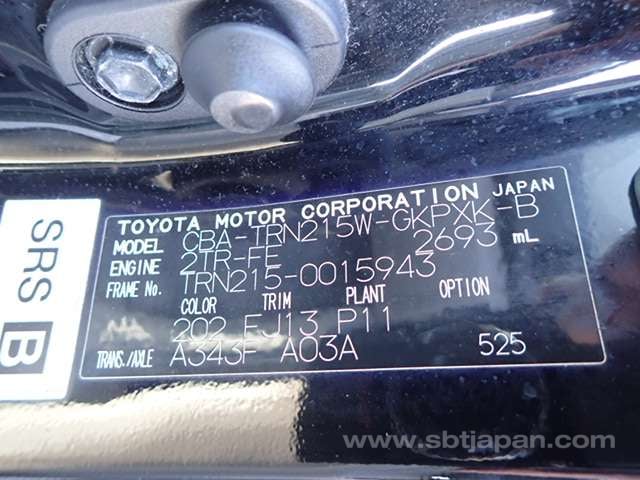 TOYOTA MOTOR CORPORATION JAPAN
MODEL CBA-TRN215W-GKPXK-B
ENGINE 2TR-FE 2693 mL
FRAME No. TRN215-0015943
COLOR TRIM PLANT OPTION
202 FJ13 P11
TRANS./AXLE A343F A03A 525
SRS B
www.sbtjapan.com